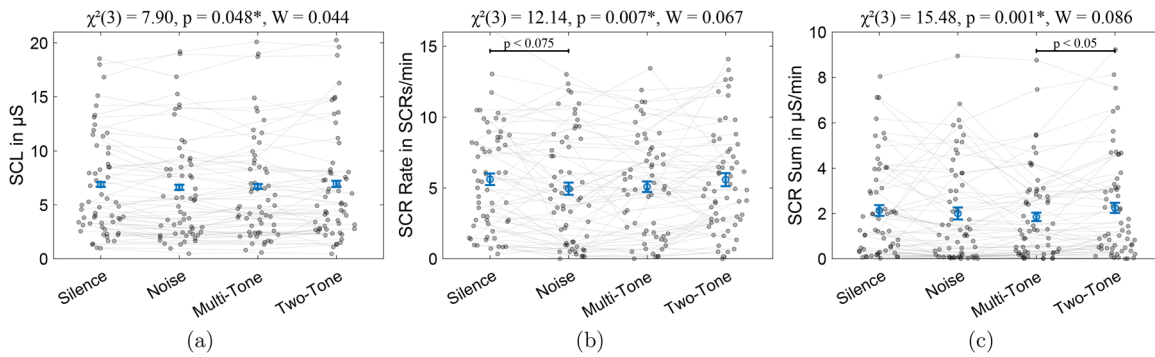 χ²(3) = 7.90, p = 0.048*, W = 0.044
SCL in μS
20
15
10
5
0
Silence
Noise
Multi-Tone
Two-Tone
(a)
χ²(3) = 12.14, p = 0.007*, W = 0.067
SCR Rate in SCRs/min
15
10
5
0
p < 0.075
Silence
Noise
Multi-Tone
Two-Tone
(b)
χ²(3) = 15.48, p = 0.001*, W = 0.086
SCR Sum in μS/min
10
8
6
4
2
0
p < 0.05
Silence
Noise
Multi-Tone
Two-Tone
(c)